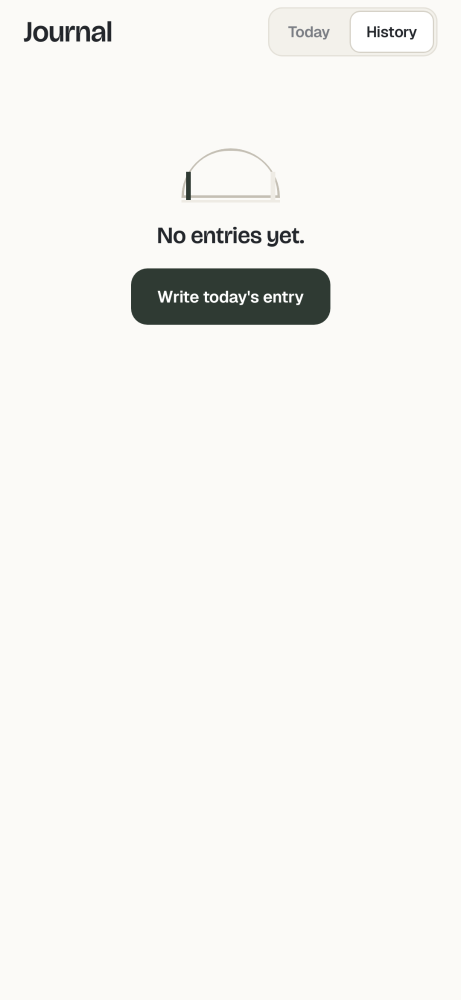 Journal
Today
History
No entries yet.
Write today's entry